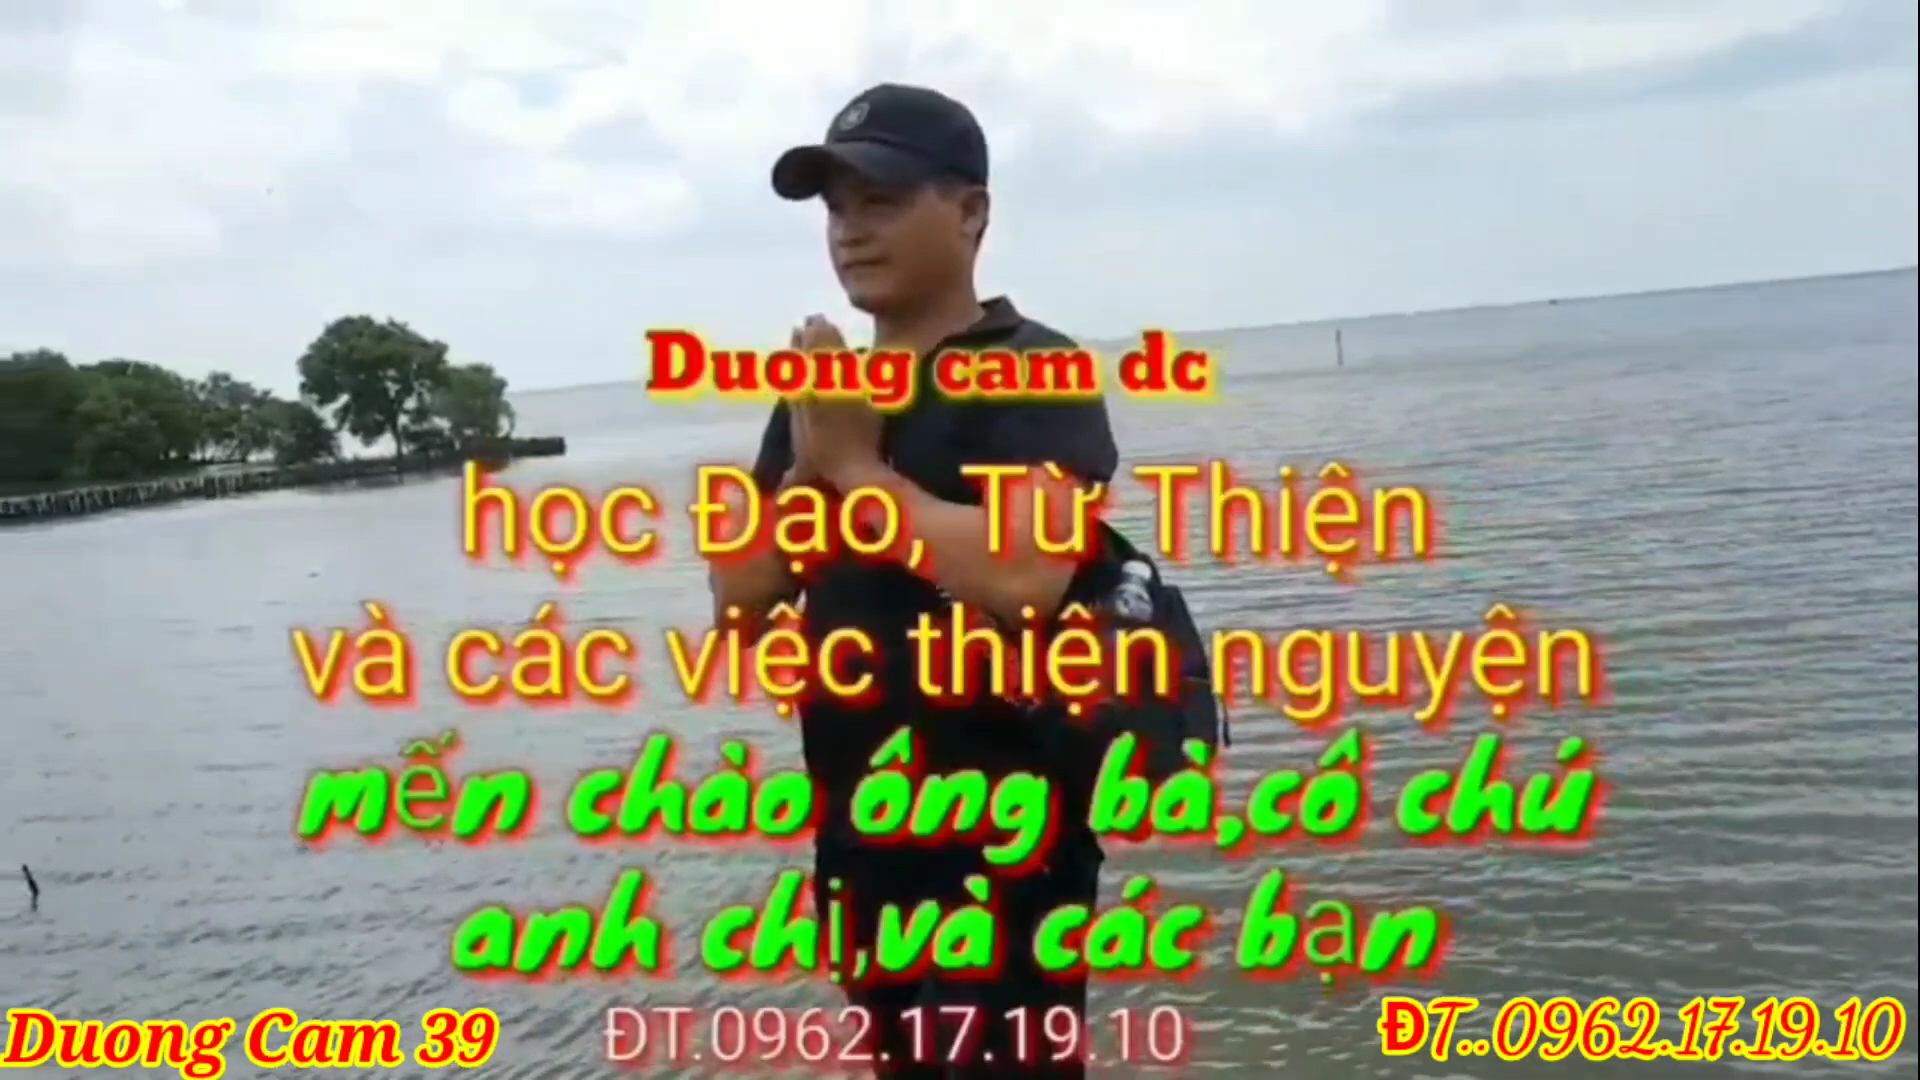 Duong cam dc
học Đạo, Từ Thiện
và các việc thiện nguyện
mến chào ông bà,cô chú
anh chị,và các bạn
Duong Cam 39
ĐT.0962.17.19.10
ĐT..0962.17.19.10